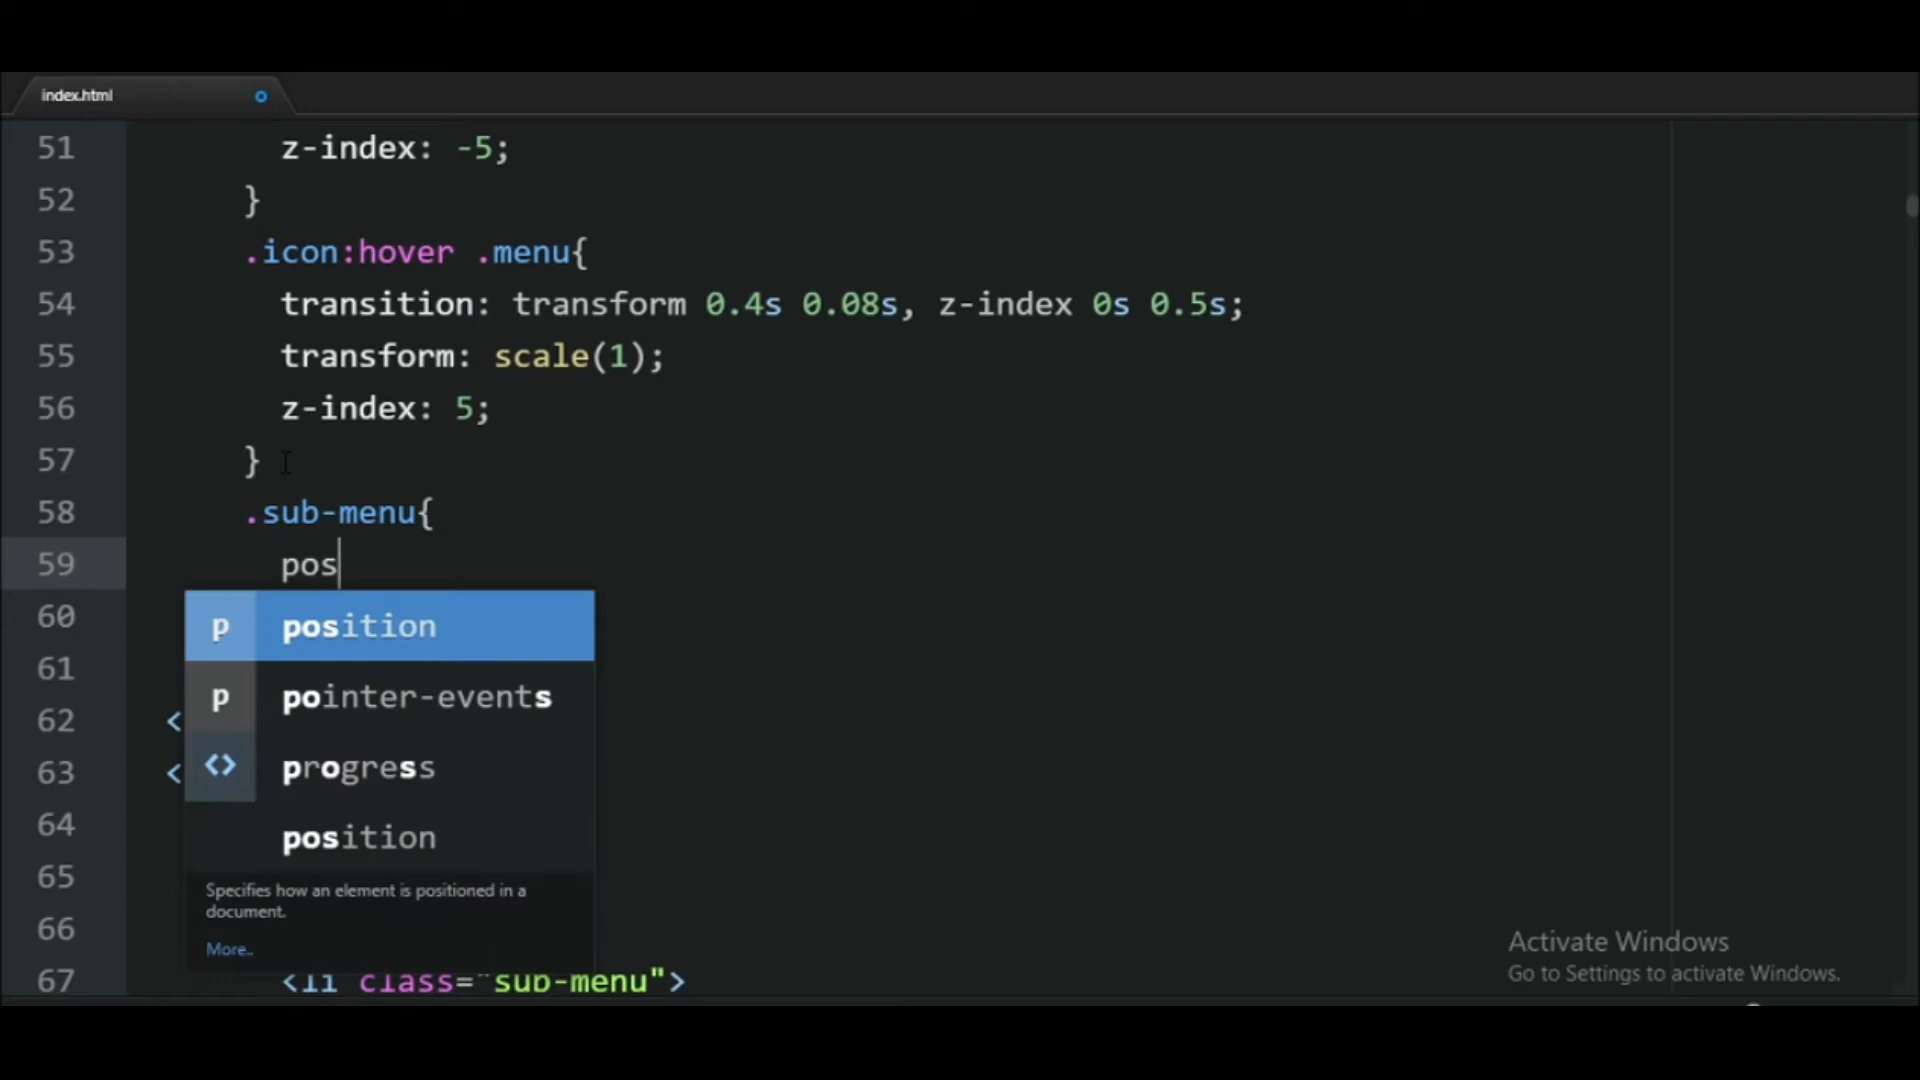 index.html
51 z-index: -5;
52 }
53 .icon:hover .menu{
54 transition: transform 0.4s 0.08s, z-index 0s 0.5s;
55 transform: scale(1);
56 z-index: 5;
57 }
58 .sub-menu{
59 pos
60
p position
61
p pointer-events
62 <
<> progress
63 <
64
position
65
Specifies how an element is positioned in a
document.
66
More..
67 <li class="sub-menu">
Activate Windows
Go to Settings to activate Windows.